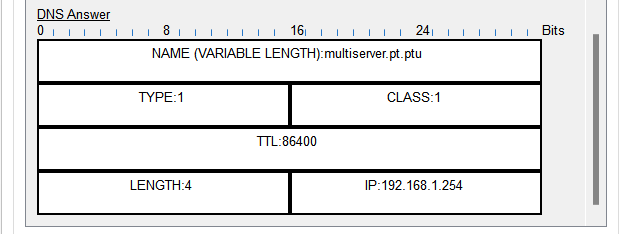 DNS Answer
0 8 16 24 Bits
NAME (VARIABLE LENGTH):multiserver.pt.ptu
TYPE:1 CLASS:1
TTL:86400
LENGTH:4 IP:192.168.1.254